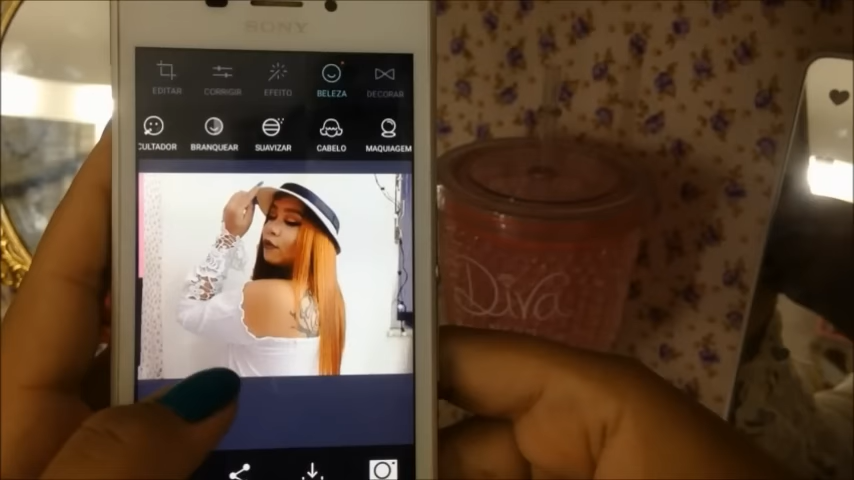 SONY
EDITAR CORRIGIR EFEITO BELEZA DECORAR
CULTADOR BRANQUEAR SUAVIZAR CABELO MAQUIAGEM
Diva